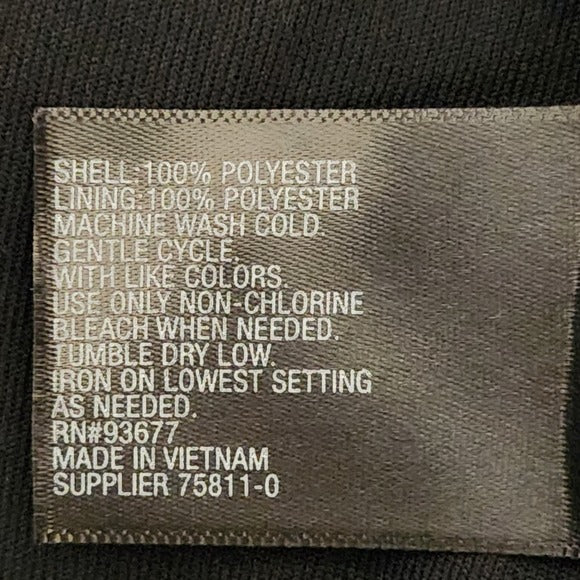 SHELL:100% POLYESTER
LINING:100% POLYESTER
MACHINE WASH COLD.
GENTLE CYCLE.
WITH LIKE COLORS.
USE ONLY NON-CHLORINE
BLEACH WHEN NEEDED.
TUMBLE DRY LOW.
IRON ON LOWEST SETTING
AS NEEDED.
RN#93677
MADE IN VIETNAM
SUPPLIER 75811-0